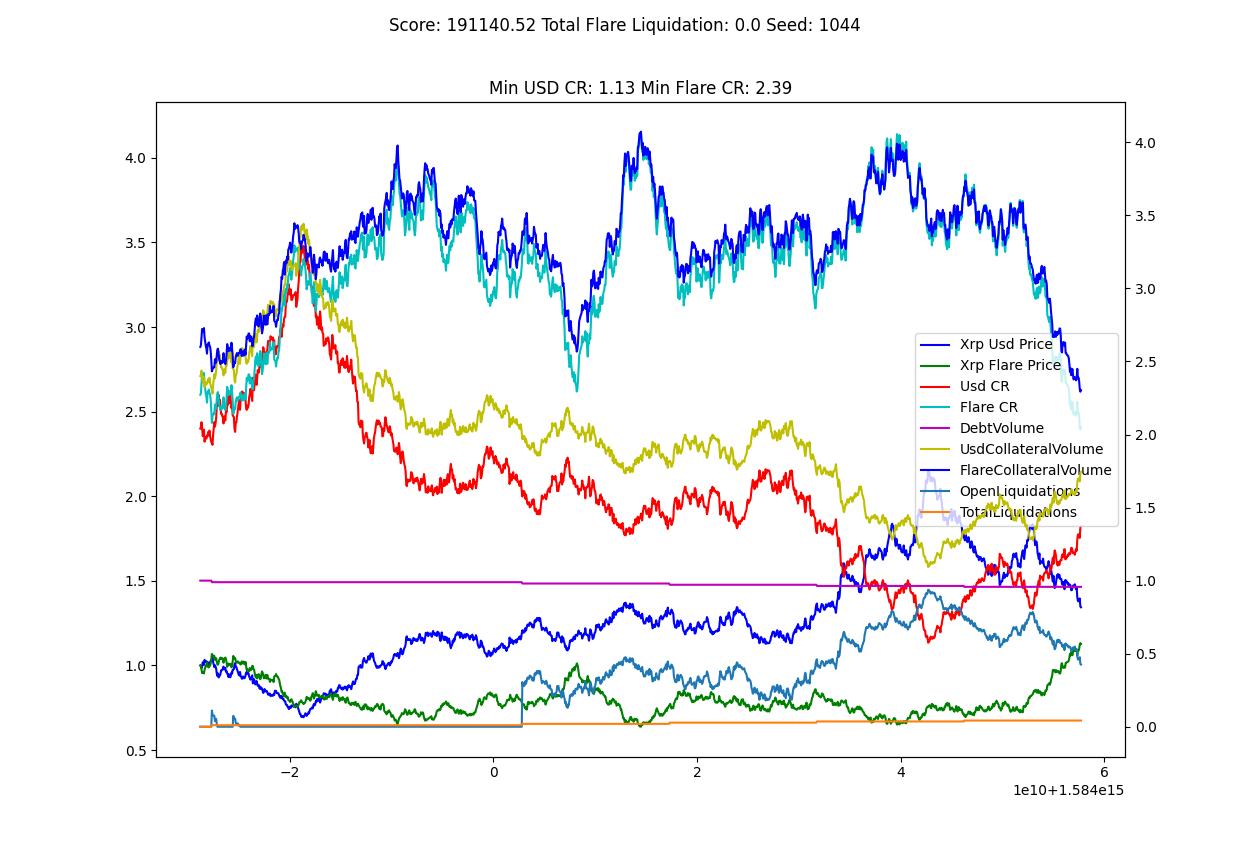 Score: 191140.52 Total Flare Liquidation: 0.0 Seed: 1044
Min USD CR: 1.13 Min Flare CR: 2.39
4.0
3.5
3.0
2.5
2.0
1.5
1.0
0.5
4.0
3.5
3.0
2.5
2.0
1.5
1.0
0.5
0.0
Xrp Usd Price
Xrp Flare Price
Usd CR
Flare CR
DebtVolume
UsdCollateralVolume
FlareCollateralVolume
OpenLiquidations
TotalLiquidations
−2 0 2 4 6
1e10+1.584e15